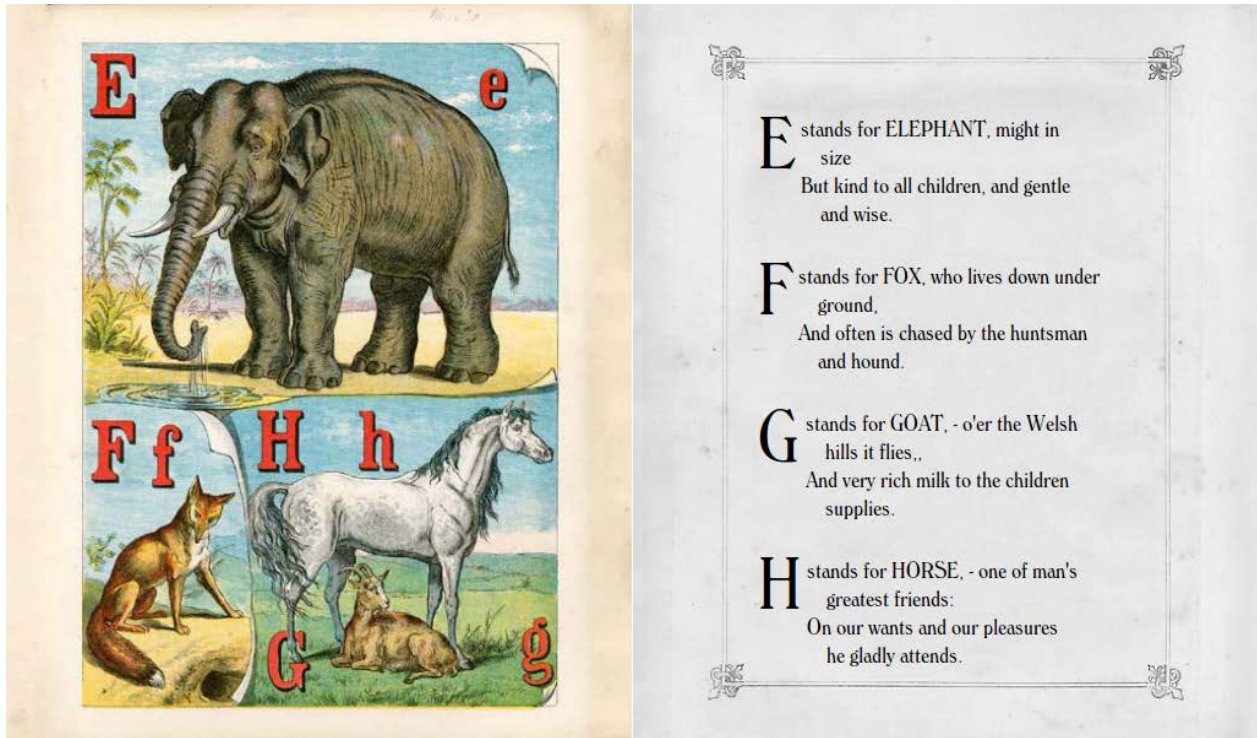 E
e
F f
H h
G
g
E stands for ELEPHANT, might in
size
But kind to all children, and gentle
and wise.
F stands for FOX, who lives down under
ground,
And often is chased by the huntsman
and hound.
G stands for GOAT, - o'er the Welsh
hills it flies,,
And very rich milk to the children
supplies.
H stands for HORSE, - one of man's
greatest friends:
On our wants and our pleasures
he gladly attends.